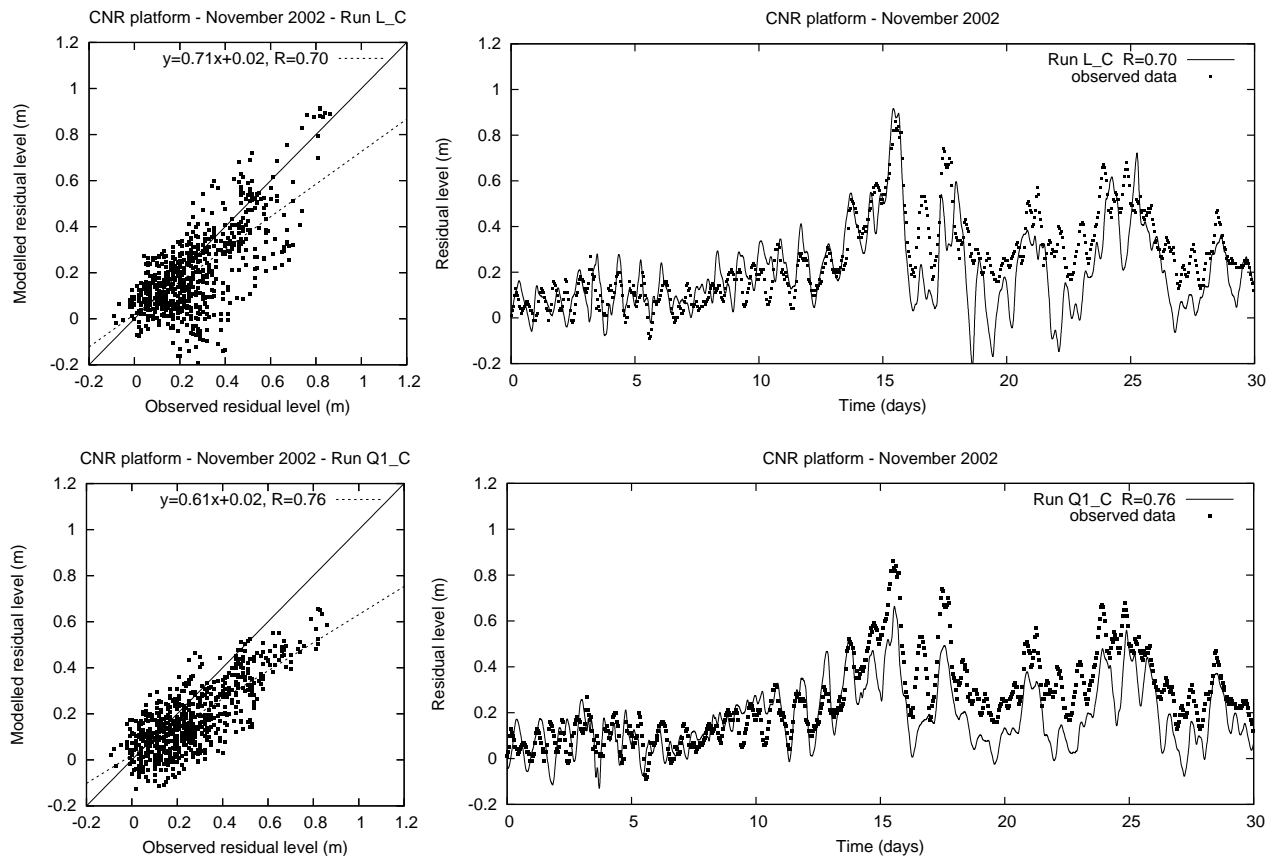 CNR platform - November 2002 - Run L_C
y=0.71x+0.02, R=0.70
1.2
1
0.8
0.6
0.4
0.2
0
-0.2
-0.2 0 0.2 0.4 0.6 0.8 1 1.2
Modelled residual level (m)
Observed residual level (m)
CNR platform - November 2002
Run L_C R=0.70
observed data
1.2
1
0.8
0.6
0.4
0.2
0
-0.2
0 5 10 15 20 25 30
Residual level (m)
Time (days)
CNR platform - November 2002 - Run Q1_C
y=0.61x+0.02, R=0.76
1.2
1
0.8
0.6
0.4
0.2
0
-0.2
-0.2 0 0.2 0.4 0.6 0.8 1 1.2
Modelled residual level (m)
Observed residual level (m)
CNR platform - November 2002
Run Q1_C R=0.76
observed data
1.2
1
0.8
0.6
0.4
0.2
0
-0.2
0 5 10 15 20 25 30
Residual level (m)
Time (days)